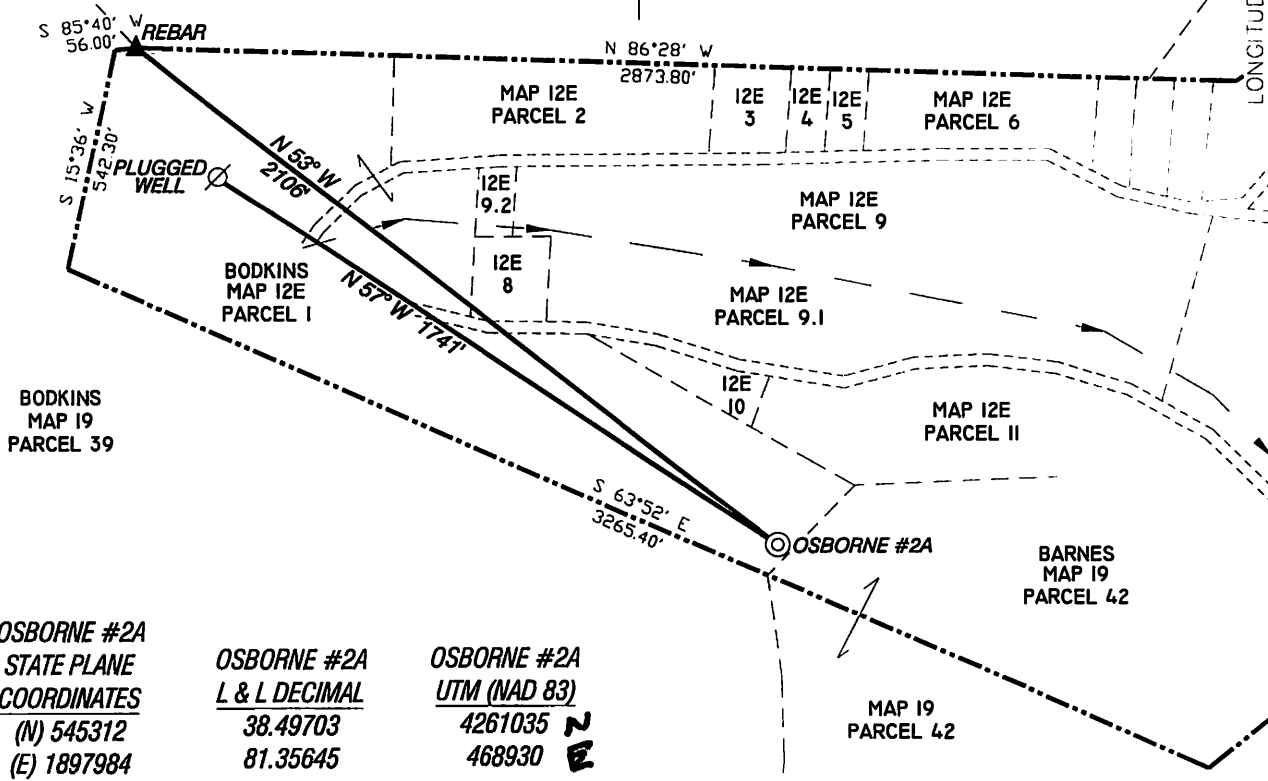 S 85°40' W
56.00'
REBAR
N 86°28' W
2873.80'
LONGITUD
MAP 12E
PARCEL 2
12E
3
12E
4
12E
5
MAP 12E
PARCEL 6
S 15°36' W
542.30'
PLUGGED
WELL
N 53° W
2106'
12E
9.2
MAP 12E
PARCEL 9
12E
8
BODKINS
MAP 12E
PARCEL 1
N 57° W 1741'
MAP 12E
PARCEL 9.1
12E
10
MAP 12E
PARCEL 11
BODKINS
MAP 19
PARCEL 39
S 63°52' E
3265.40'
OSBORNE #2A
BARNES
MAP 19
PARCEL 42
MAP 19
PARCEL 42
OSBORNE #2A
STATE PLANE
COORDINATES
(N) 545312
(E) 1897984
OSBORNE #2A
L & L DECIMAL
38.49703
81.35645
OSBORNE #2A
UTM (NAD 83)
4261035 N
468930 E